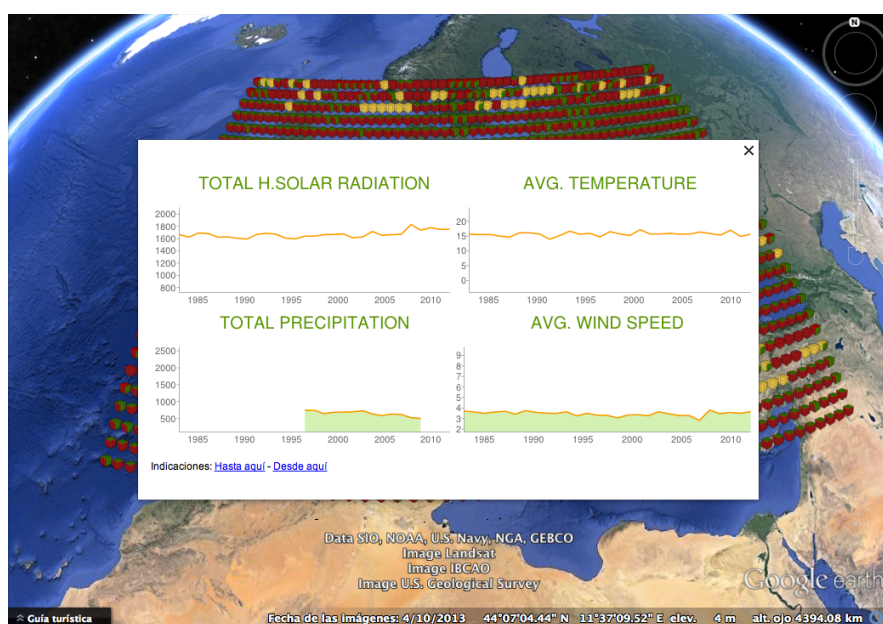 N
×
TOTAL H.SOLAR RADIATION
2000
1800
1600
1400
1200
1000
800
1985 1990 1995 2000 2005 2010
AVG. TEMPERATURE
20
15
10
5
0
1985 1990 1995 2000 2005 2010
TOTAL PRECIPITATION
2500
2000
1500
1000
500
1985 1990 1995 2000 2010
AVG. WIND SPEED
9
8
7
6
5
4
3
2
1985 1990 1995 2000 2005 2010
Indicaciones: Hasta aquí - Desde aquí
Data SIO, NOAA, U.S. Navy, NGA, GEBCO
Image Landsat
Image IBCAO
Image U.S. Geological Survey
Google earth
Guía turística
Fecha de las imágenes: 4/10/2013 44°07'04.44" N 11°37'09.52" E elev. 4 m alt. ojo 4394.08 km